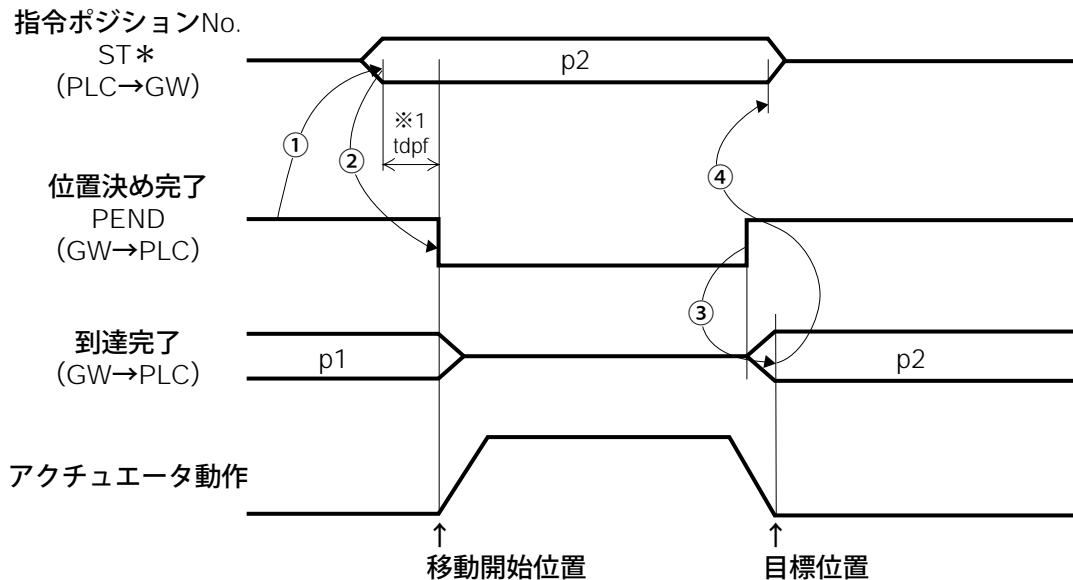 指令ポジションNo.
ST＊
（PLC→GW）
p2
※1
tdpf
①
②
④
位置決め完了
PEND
（GW→PLC）
③
到達完了
（GW→PLC）
p1
p2
アクチュエータ動作
↑
移動開始位置
↑
目標位置